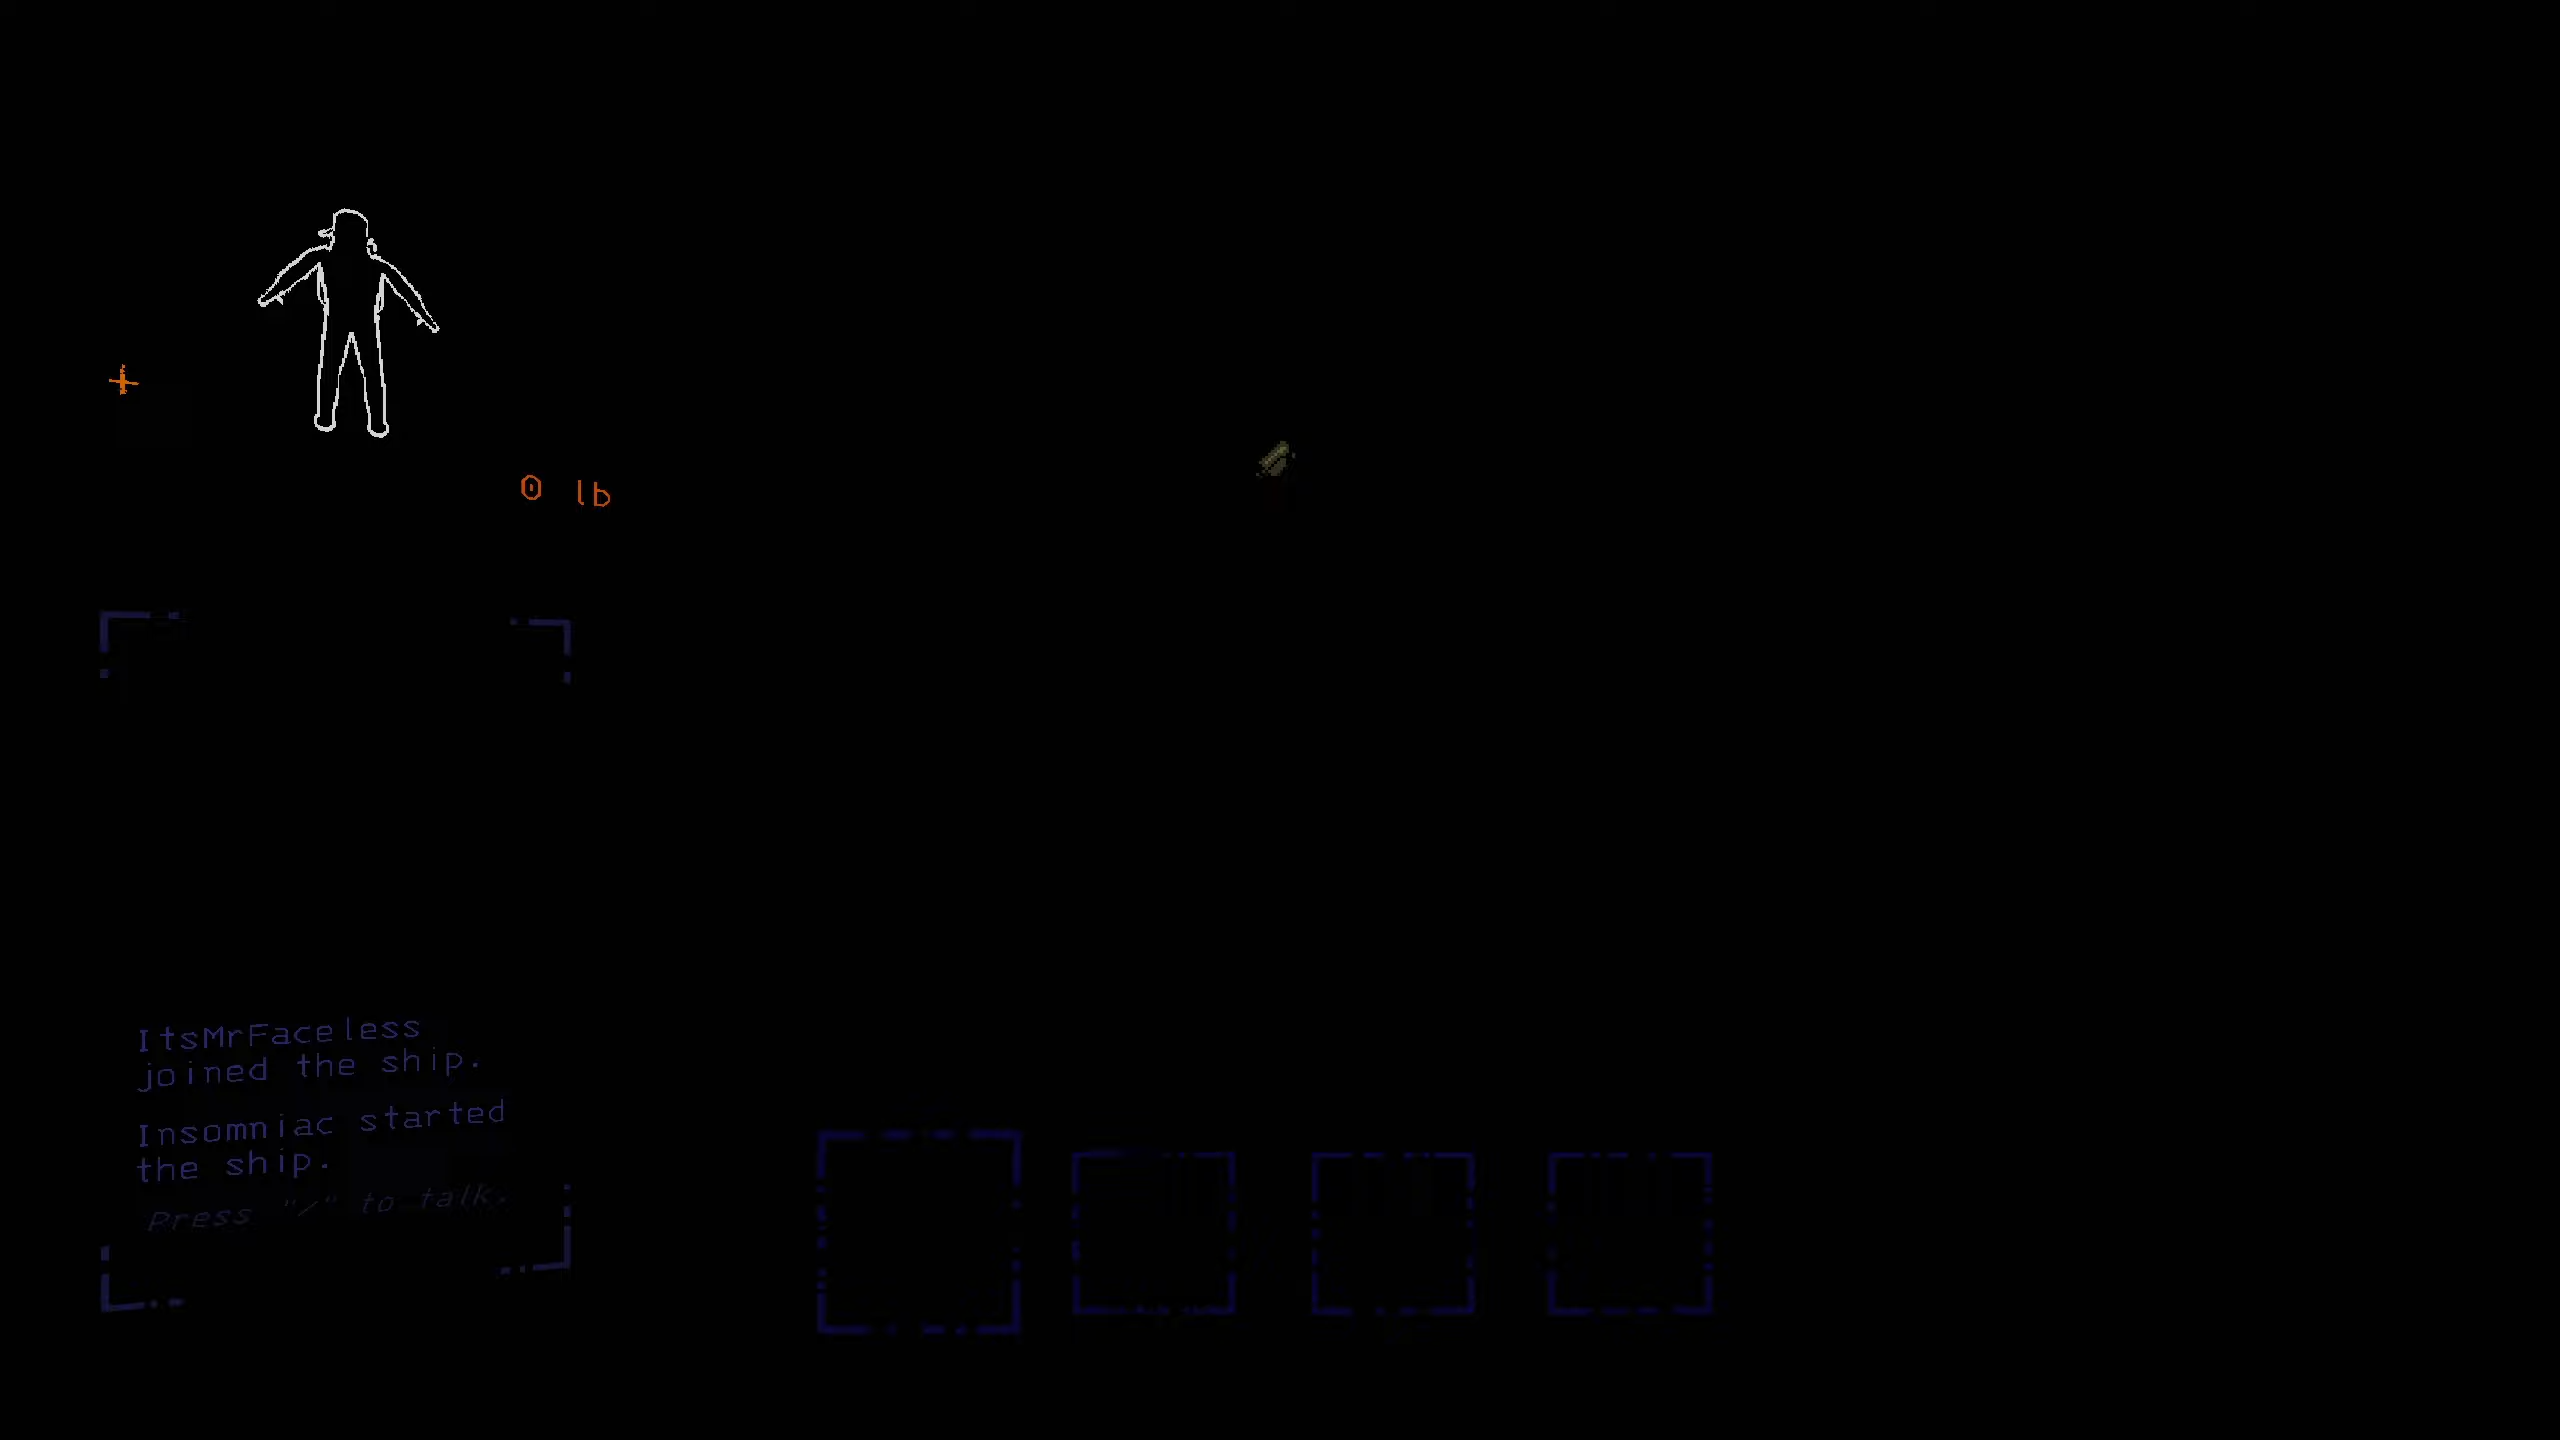 0 lb
ItsMrFaceless
joined the ship.
Insomniac started
the ship.
Press "/" to talk.